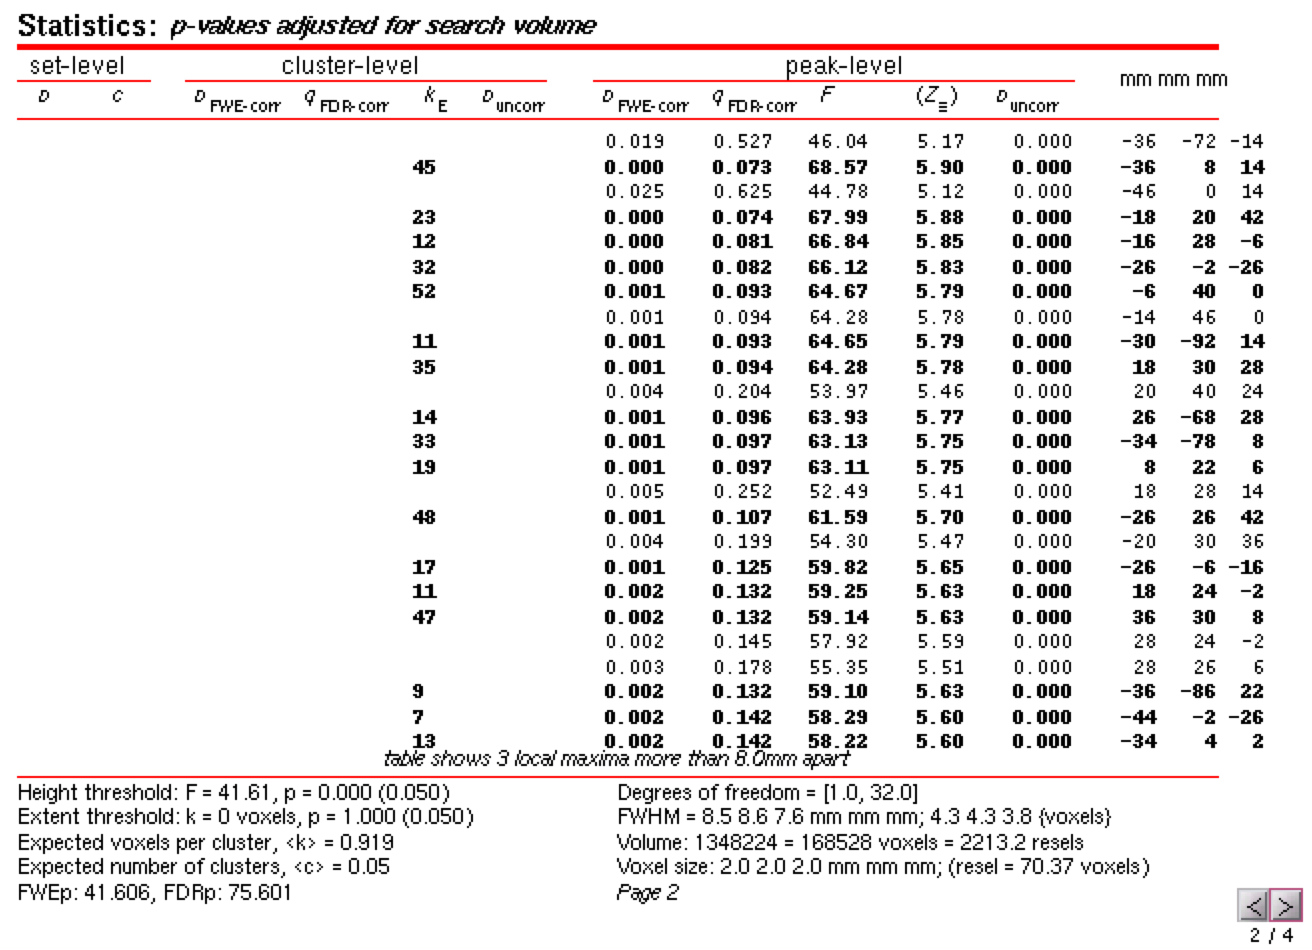 Statistics: p-values adjusted for search volume
set-level cluster-level peak-level mm mm mm
p c p FWE-corr q FDR-corr k E p uncorr p FWE-corr q FDR-corr F (Z≡) p uncorr
0.019 0.527 46.04 5.17 0.000 -36 -72 -14
45 0.000 0.073 68.57 5.90 0.000 -36 8 14
0.025 0.625 44.78 5.12 0.000 -46 0 14
23 0.000 0.074 67.99 5.88 0.000 -18 20 42
12 0.000 0.081 66.84 5.85 0.000 -16 28 -6
32 0.000 0.082 66.12 5.83 0.000 -26 -2 -26
52 0.001 0.093 64.67 5.79 0.000 -6 40 0
0.001 0.094 64.28 5.78 0.000 -14 46 0
11 0.001 0.093 64.65 5.79 0.000 -30 -92 14
35 0.001 0.094 64.28 5.78 0.000 18 30 28
0.004 0.204 53.97 5.46 0.000 20 40 24
14 0.001 0.096 63.93 5.77 0.000 26 -68 28
33 0.001 0.097 63.13 5.75 0.000 -34 -78 8
19 0.001 0.097 63.11 5.75 0.000 8 22 6
0.005 0.252 52.49 5.41 0.000 18 28 14
48 0.001 0.107 61.59 5.70 0.000 -26 26 42
0.004 0.199 54.30 5.47 0.000 -20 30 36
17 0.001 0.125 59.82 5.65 0.000 -26 -6 -16
11 0.002 0.132 59.25 5.63 0.000 18 24 -2
47 0.002 0.132 59.14 5.63 0.000 36 30 8
0.002 0.145 57.92 5.59 0.000 28 24 -2
0.003 0.178 55.35 5.51 0.000 28 26 6
9 0.002 0.132 59.10 5.63 0.000 -36 -86 22
7 0.002 0.142 58.29 5.60 0.000 -44 -2 -26
13 0.002 0.142 58.22 5.60 0.000 -34 4 2
table shows 3 local maxima more than 8.0mm apart
Height threshold: F = 41.61, p = 0.000 (0.050)
Extent threshold: k = 0 voxels, p = 1.000 (0.050)
Expected voxels per cluster, <k> = 0.919
Expected number of clusters, <c> = 0.05
FWEp: 41.606, FDRp: 75.601
Degrees of freedom = [1.0, 32.0]
FWHM = 8.5 8.6 7.6 mm mm mm; 4.3 4.3 3.8 {voxels}
Volume: 1348224 = 168528 voxels = 2213.2 resels
Voxel size: 2.0 2.0 2.0 mm mm mm; (resel = 70.37 voxels)
Page 2
< >
2 / 4